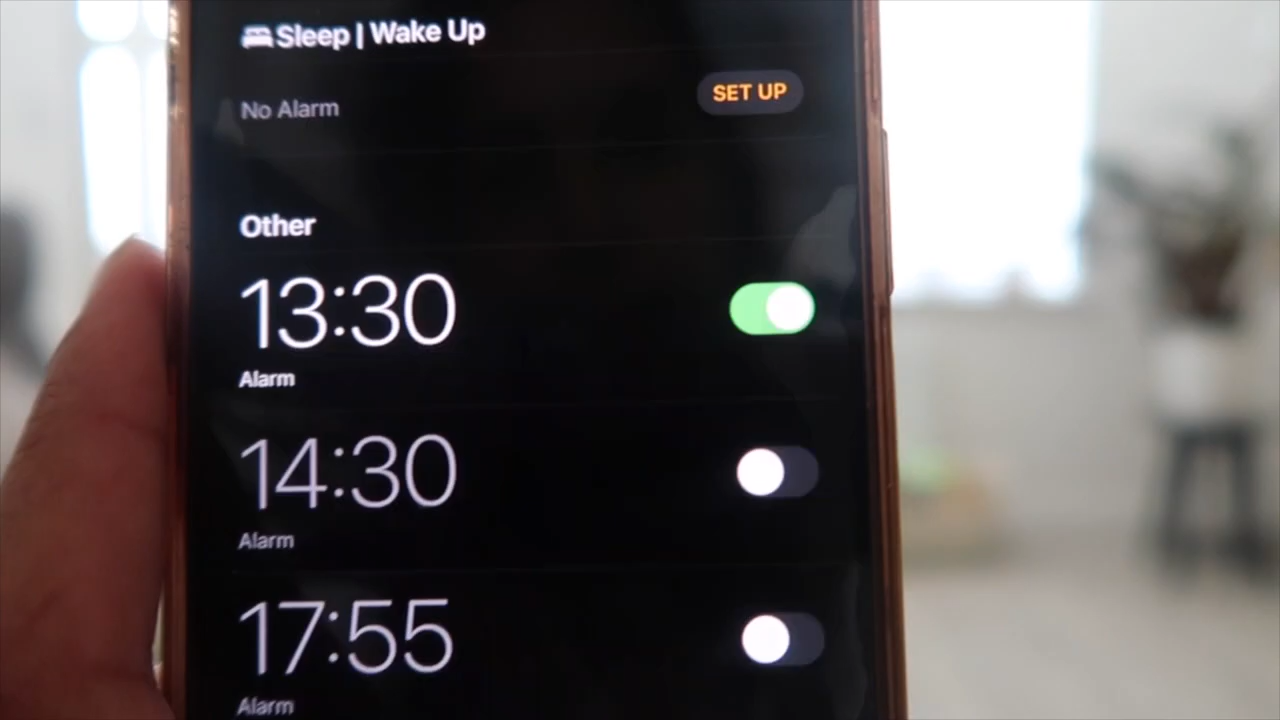 Sleep | Wake Up
No Alarm
SET UP
Other
13:30
Alarm
14:30
Alarm
17:55
Alarm